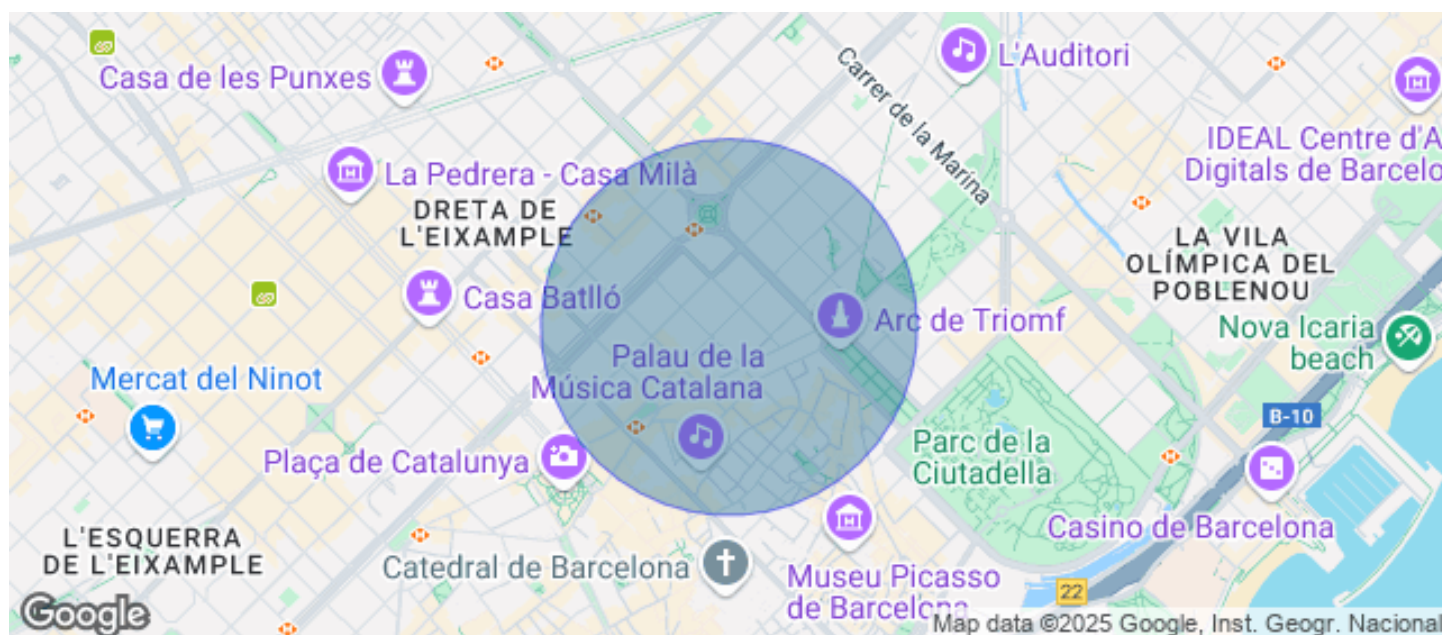 Casa de les Punxes
L'Auditori
Carrer de la Marina
IDEAL Centre d'A
Digitals de Barcelo
La Pedrera - Casa Milà
DRETA DE
L'EIXAMPLE
LA VILA
OLÍMPICA DEL
POBLENOU
Casa Batlló
Arc de Triomf
Nova Icaria
beach
Palau de la
Música Catalana
Mercat del Ninot
B-10
Plaça de Catalunya
Parc de la
Ciutadella
Casino de Barcelona
L'ESQUERRA
DE L'EIXAMPLE
Catedral de Barcelona
Museu Picasso
de Barcelona
22
Google
Map data ©2025 Google, Inst. Geogr. Nacional